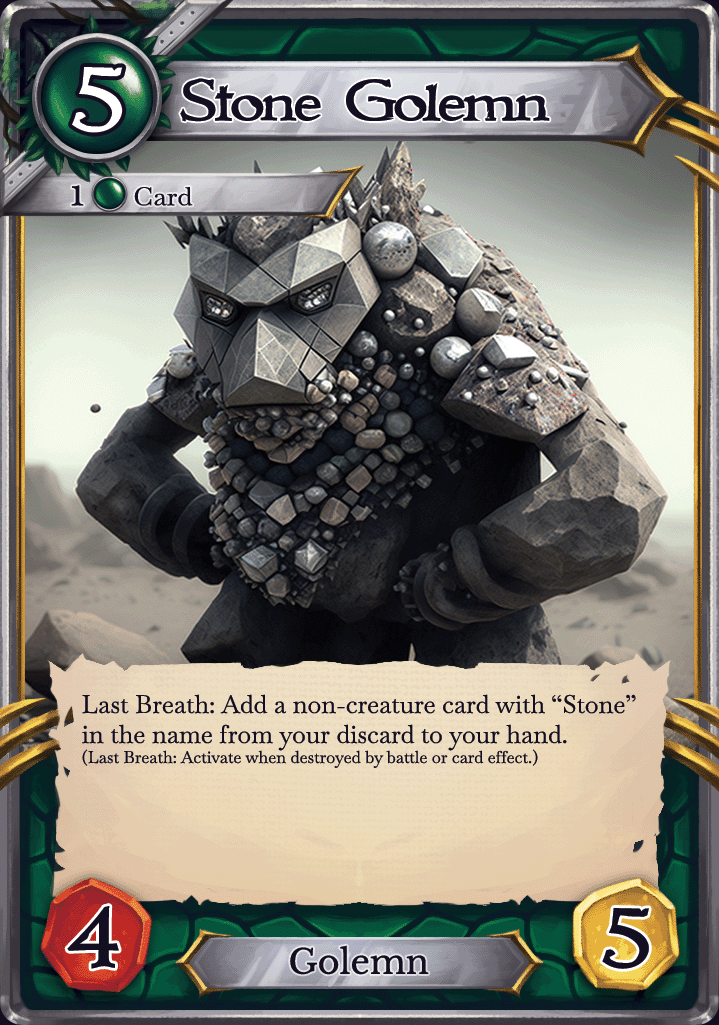 5
Stone Golemn
1 Card
Last Breath: Add a non-creature card with “Stone”
in the name from your discard to your hand.
(Last Breath: Activate when destroyed by battle or card effect.)
4
Golemn
5